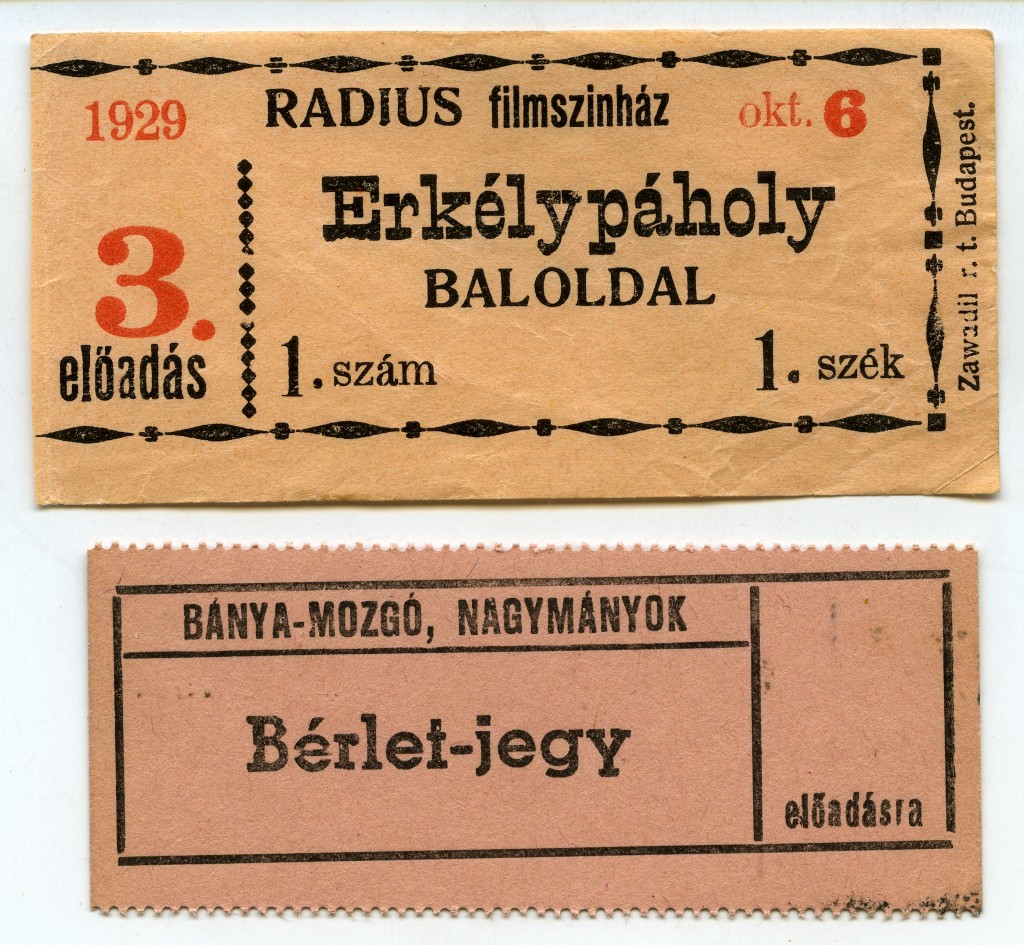 1929 RADIUS filmszinház okt. 6
Erkélypáholy
BALOLDAL
3.
előadás
1. szám 1. szék
Zawadil r. t. Budapest.
BÁNYA-MOZGÓ, NAGYMÁNYOK
Bérlet-jegy
előadásra